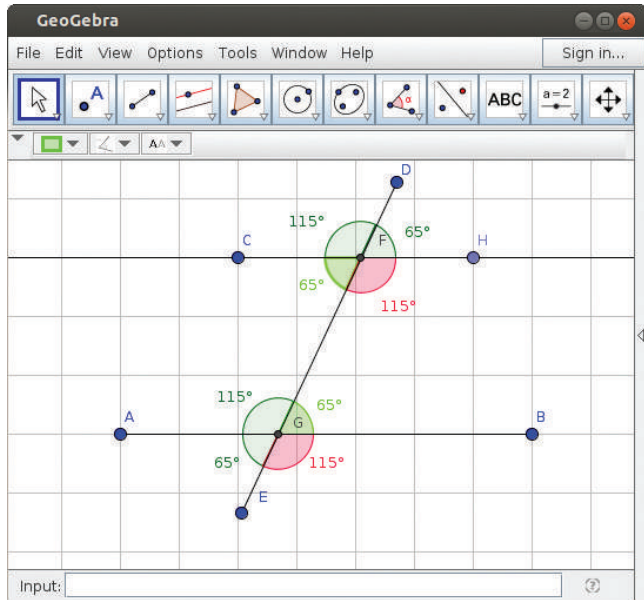 GeoGebra
File Edit View Options Tools Window Help Sign in...
A α ABC a=2
AA
D
115° 65°
C F H
65° 115°
115° 65°
A G B
65° 115°
E
Input: